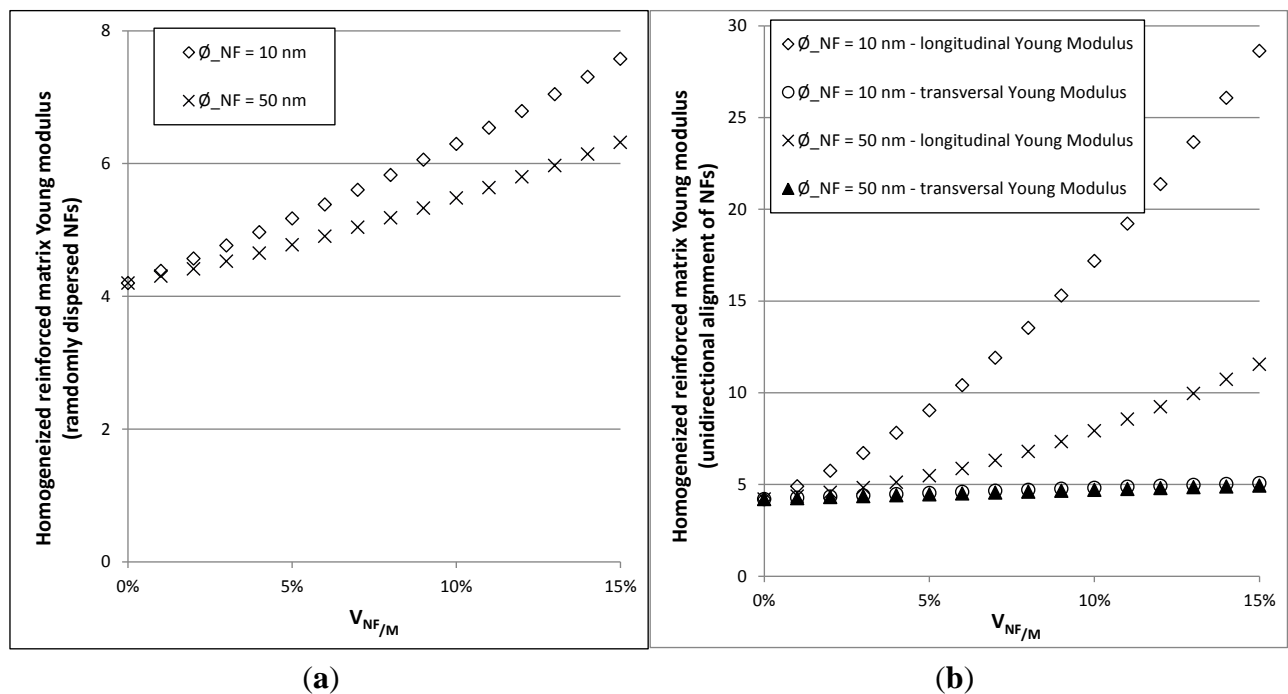 Homogeneized reinforced matrix Young modulus
(ramdomly dispersed NFs)
8
6
4
2
0
Ø_NF = 10 nm
Ø_NF = 50 nm
0%
5%
10%
15%
V_NF/M
(a)
Homogeneized reinforced matrix Young modulus
(unidirectional alignment of NFs)
30
25
20
15
10
5
0
Ø_NF = 10 nm - longitudinal Young Modulus
Ø_NF = 10 nm - transversal Young Modulus
Ø_NF = 50 nm - longitudinal Young Modulus
Ø_NF = 50 nm - transversal Young Modulus
0%
5%
10%
15%
V_NF/M
(b)